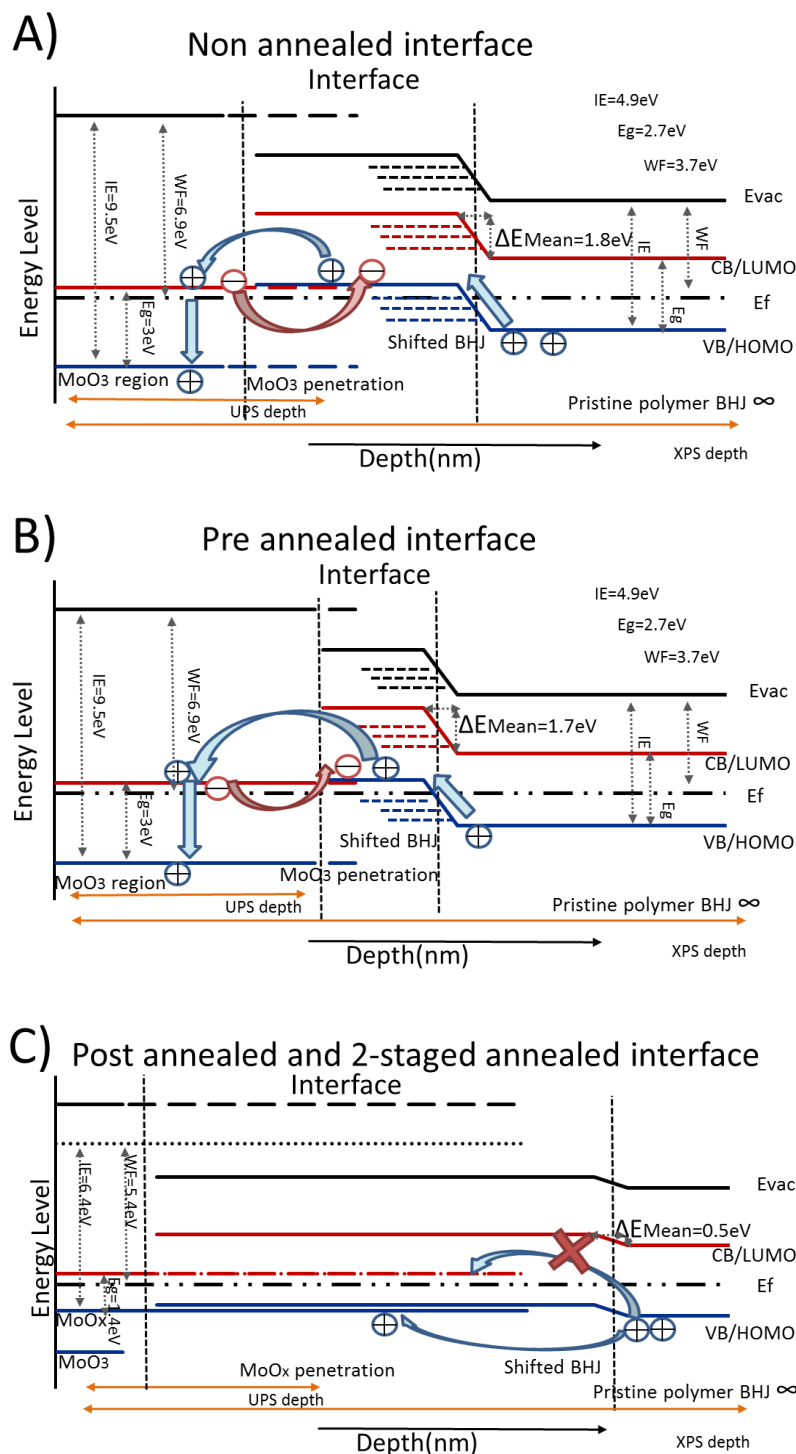 A)
Non annealed interface
Interface
IE=4.9eV
Eg=2.7eV
WF=3.7eV
Energy Level
IE=9.5eV
WF=6.9eV
Eg=3eV
Evac
ΔEMean=1.8eV
IE
WF
Eg
CB/LUMO
Ef
VB/HOMO
Shifted BHJ
MoO3 region
MoO3 penetration
UPS depth
Pristine polymer BHJ ∞
Depth(nm)
XPS depth
B)
Pre annealed interface
Interface
IE=4.9eV
Eg=2.7eV
WF=3.7eV
Energy Level
IE=9.5eV
WF=6.9eV
Eg=3eV
Evac
ΔEMean=1.7eV
IE
WF
Eg
CB/LUMO
Ef
VB/HOMO
Shifted BHJ
MoO3 region
MoO3 penetration
UPS depth
Pristine polymer BHJ ∞
Depth(nm)
XPS depth
C)
Post annealed and 2-staged annealed interface
Interface
Energy Level
IE=6.4eV
WF=5.4eV
Eg=1.4eV
Evac
ΔEMean=0.5eV
CB/LUMO
Ef
MoOx
VB/HOMO
MoO3
Shifted BHJ
MoOx penetration
UPS depth
Pristine polymer BHJ ∞
Depth(nm)
XPS depth